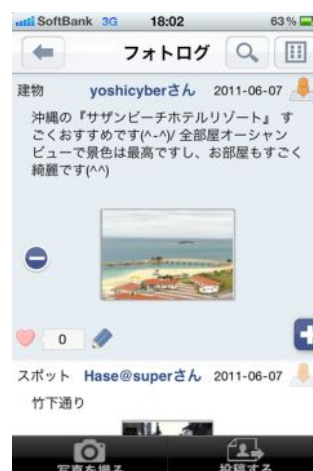 SoftBank 3G 18:02 63%
フォトログ
建物 yoshicyberさん 2011-06-07
沖縄の『サザンビーチホテルリゾート』 す
ごくおすすめです(^-^)/ 全部屋オーシャン
ビューで景色は最高ですし、お部屋もすごく
綺麗です(^^)
0
スポット Hase@superさん 2011-06-07
竹下通り
写真を撮る 投稿する